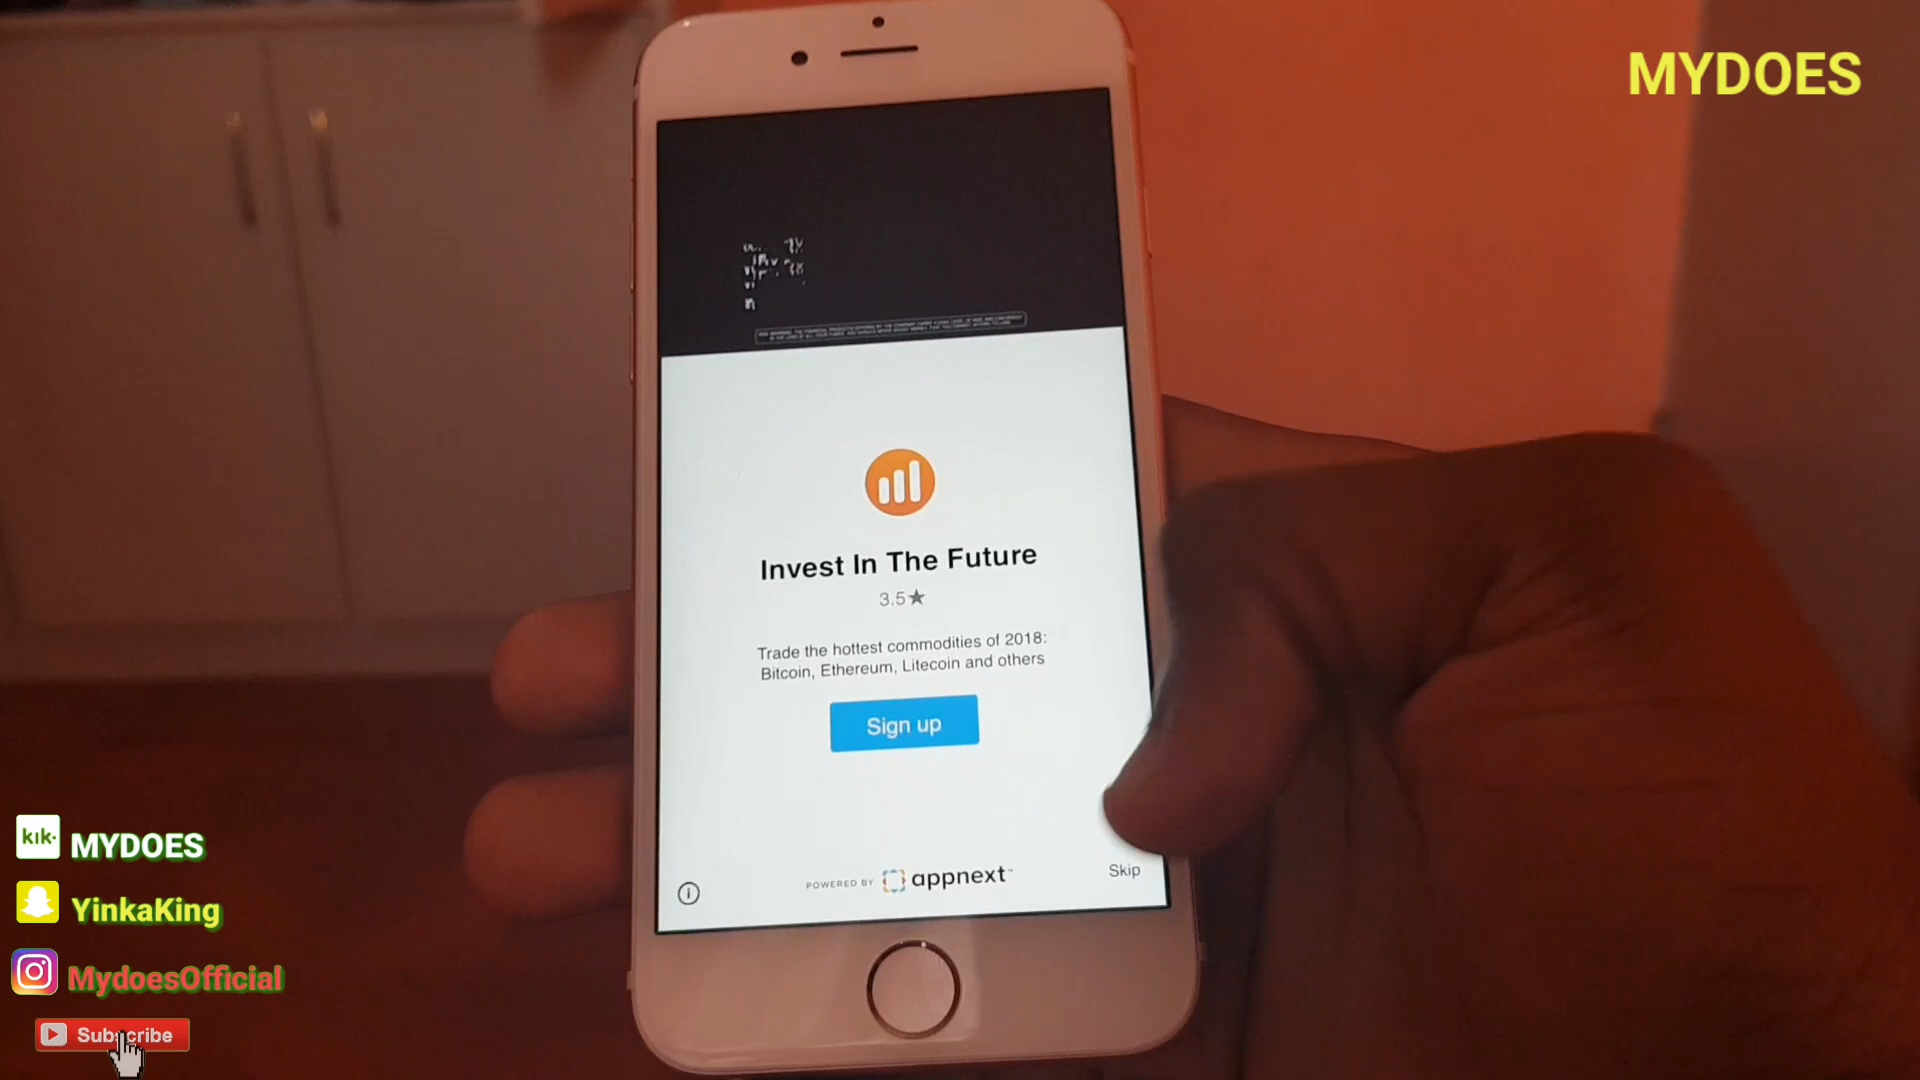 MYDOES
Invest In The Future
3.5★
Trade the hottest commodities of 2018:
Bitcoin, Ethereum, Litecoin and others
Sign up
POWERED BY appnext
Skip
kik.
MYDOES
YinkaKing
MydoesOfficial
Subscribe